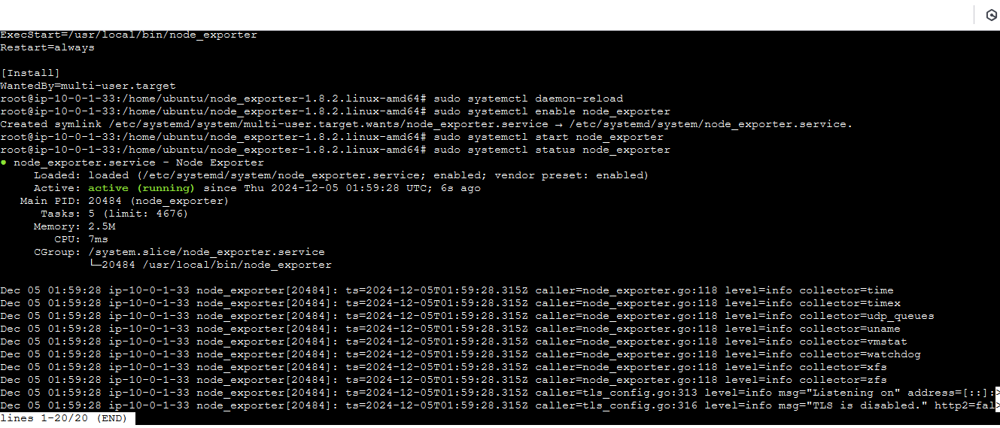 ExecStart=/usr/local/bin/node_exporter
Restart=always
[Install]
WantedBy=multi-user.target
root@ip-10-0-1-33:/home/ubuntu/node_exporter-1.8.2.linux-amd64# sudo systemctl daemon-reload
root@ip-10-0-1-33:/home/ubuntu/node_exporter-1.8.2.linux-amd64# sudo systemctl enable node_exporter
Created symlink /etc/systemd/system/multi-user.target.wants/node_exporter.service → /etc/systemd/system/node_exporter.service.
root@ip-10-0-1-33:/home/ubuntu/node_exporter-1.8.2.linux-amd64# sudo systemctl start node_exporter
root@ip-10-0-1-33:/home/ubuntu/node_exporter-1.8.2.linux-amd64# sudo systemctl status node_exporter
● node_exporter.service - Node Exporter
Loaded: loaded (/etc/systemd/system/node_exporter.service; enabled; vendor preset: enabled)
Active: active (running) since Thu 2024-12-05 01:59:28 UTC; 6s ago
Main PID: 20484 (node_exporter)
Tasks: 5 (limit: 4676)
Memory: 2.5M
CPU: 7ms
CGroup: /system.slice/node_exporter.service
└─20484 /usr/local/bin/node_exporter
Dec 05 01:59:28 ip-10-0-1-33 node_exporter[20484]: ts=2024-12-05T01:59:28.315Z caller=node_exporter.go:118 level=info collector=time
Dec 05 01:59:28 ip-10-0-1-33 node_exporter[20484]: ts=2024-12-05T01:59:28.315Z caller=node_exporter.go:118 level=info collector=timex
Dec 05 01:59:28 ip-10-0-1-33 node_exporter[20484]: ts=2024-12-05T01:59:28.315Z caller=node_exporter.go:118 level=info collector=udp_queues
Dec 05 01:59:28 ip-10-0-1-33 node_exporter[20484]: ts=2024-12-05T01:59:28.315Z caller=node_exporter.go:118 level=info collector=uname
Dec 05 01:59:28 ip-10-0-1-33 node_exporter[20484]: ts=2024-12-05T01:59:28.315Z caller=node_exporter.go:118 level=info collector=vmstat
Dec 05 01:59:28 ip-10-0-1-33 node_exporter[20484]: ts=2024-12-05T01:59:28.315Z caller=node_exporter.go:118 level=info collector=watchdog
Dec 05 01:59:28 ip-10-0-1-33 node_exporter[20484]: ts=2024-12-05T01:59:28.315Z caller=node_exporter.go:118 level=info collector=xfs
Dec 05 01:59:28 ip-10-0-1-33 node_exporter[20484]: ts=2024-12-05T01:59:28.315Z caller=node_exporter.go:118 level=info collector=zfs
Dec 05 01:59:28 ip-10-0-1-33 node_exporter[20484]: ts=2024-12-05T01:59:28.315Z caller=tls_config.go:313 level=info msg="Listening on" address=[::]:>
Dec 05 01:59:28 ip-10-0-1-33 node_exporter[20484]: ts=2024-12-05T01:59:28.315Z caller=tls_config.go:316 level=info msg="TLS is disabled." http2=fal>
lines 1-20/20 (END)